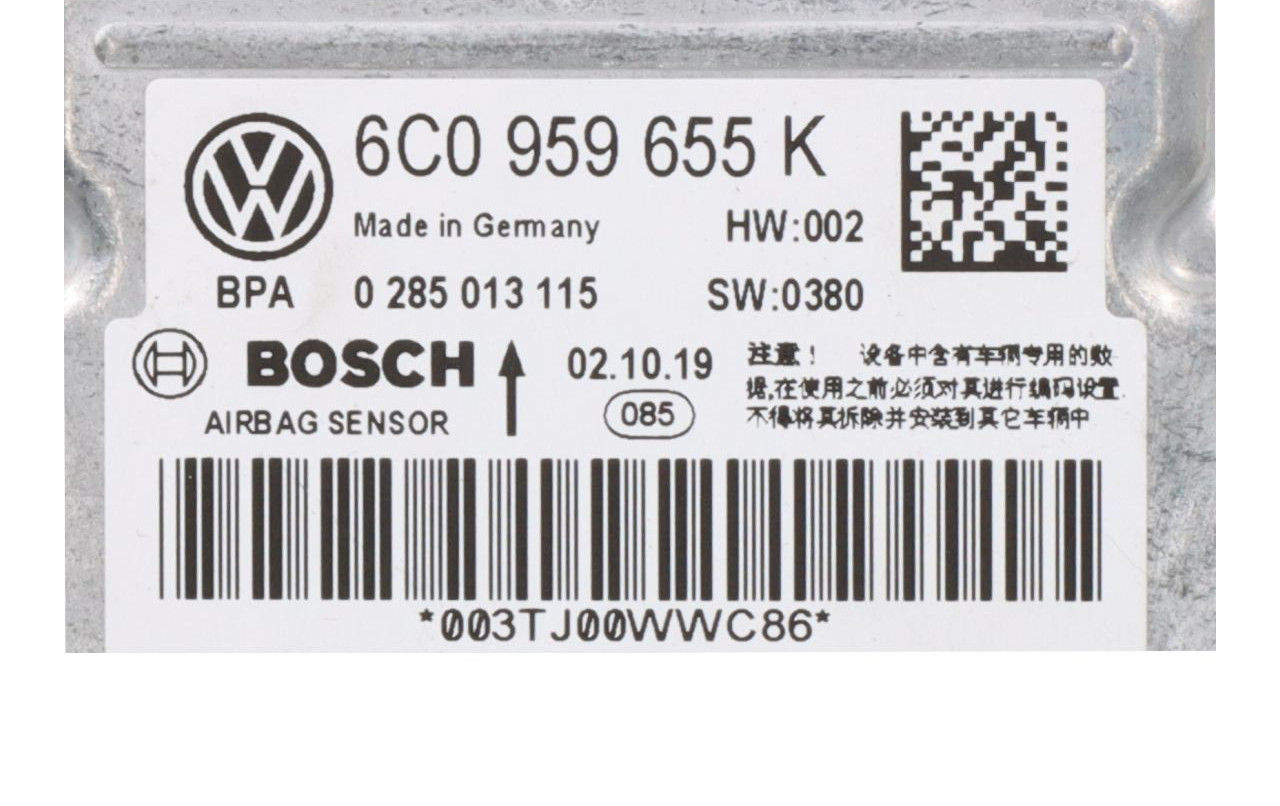 6C0 959 655 K
Made in Germany HW:002
BPA 0 285 013 115 SW:0380
BOSCH 02.10.19
AIRBAG SENSOR 085
注意! 设备中含有车辆专用的数
据,在使用之前必须对其进行编码设置.
不得将其拆除并安装到其它车辆中
*003TJ00WWC86*